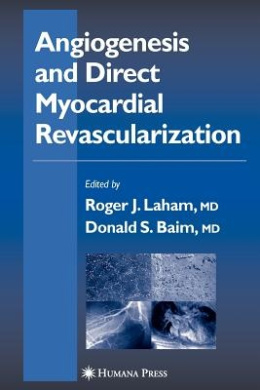 Angiogenesis
and Direct
Myocardial
Revascularization
Edited by
Roger J. Laham, MD
Donald S. Baim, MD
HUMANA PRESS